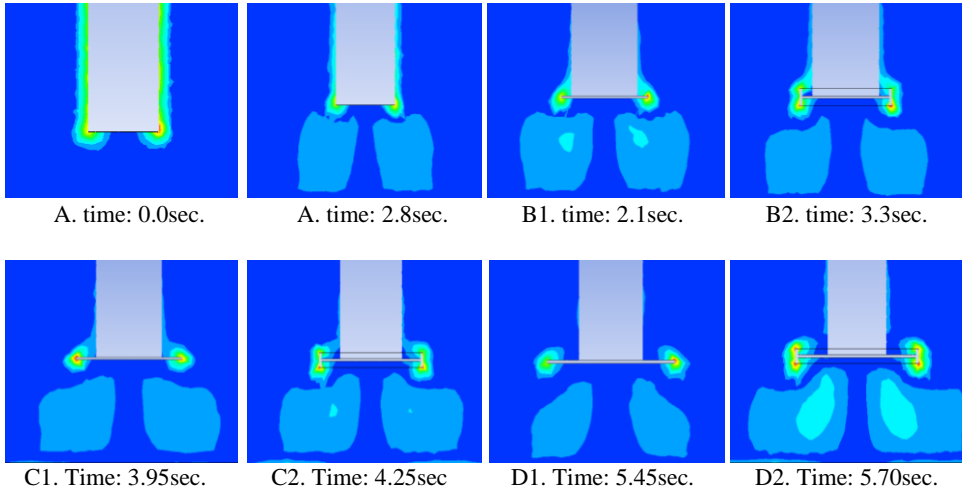 A. time: 0.0sec.
A. time: 2.8sec.
B1. time: 2.1sec.
B2. time: 3.3sec.
C1. Time: 3.95sec.
C2. Time: 4.25sec
D1. Time: 5.45sec.
D2. Time: 5.70sec.